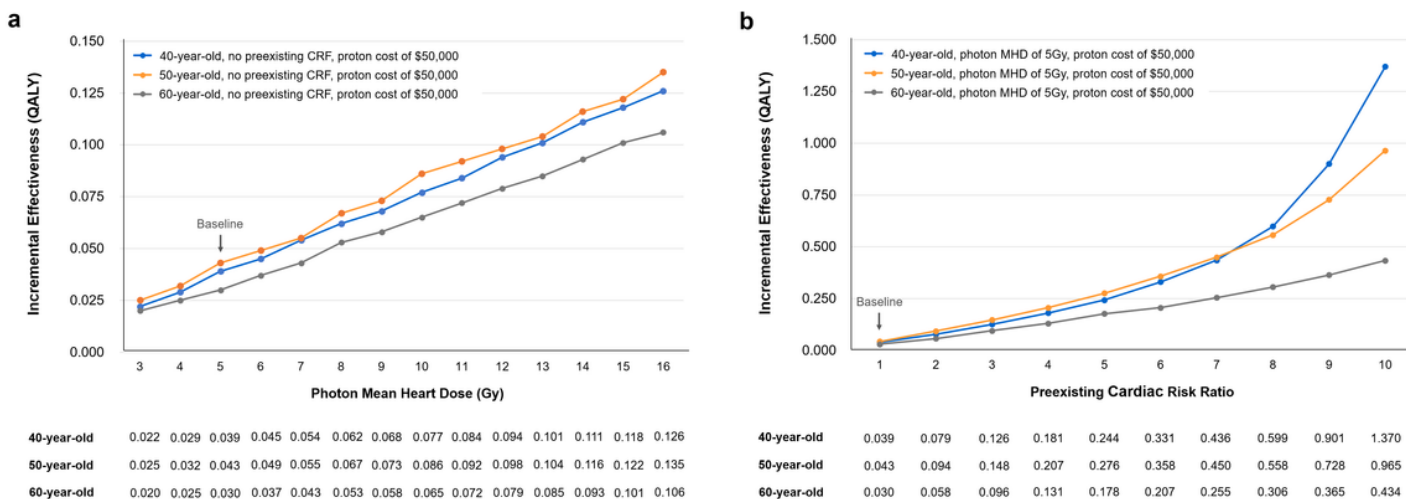 a
Incremental Effectiveness (QALY)
0.150
0.125
0.100
0.075
0.050
0.025
0.000
40-year-old, no preexisting CRF, proton cost of $50,000
50-year-old, no preexisting CRF, proton cost of $50,000
60-year-old, no preexisting CRF, proton cost of $50,000
Baseline
3 4 5 6 7 8 9 10 11 12 13 14 15 16
Photon Mean Heart Dose (Gy)
40-year-old 0.022 0.029 0.039 0.045 0.054 0.062 0.068 0.077 0.084 0.094 0.101 0.111 0.118 0.126
50-year-old 0.025 0.032 0.043 0.049 0.055 0.067 0.073 0.086 0.092 0.098 0.104 0.116 0.122 0.135
60-year-old 0.020 0.025 0.030 0.037 0.043 0.053 0.058 0.065 0.072 0.079 0.085 0.093 0.101 0.106
b
Incremental Effectiveness (QALY)
1.500
1.250
1.000
0.750
0.500
0.250
0.000
40-year-old, photon MHD of 5Gy, proton cost of $50,000
50-year-old, photon MHD of 5Gy, proton cost of $50,000
60-year-old, photon MHD of 5Gy, proton cost of $50,000
Baseline
1 2 3 4 5 6 7 8 9 10
Preexisting Cardiac Risk Ratio
40-year-old 0.039 0.079 0.126 0.181 0.244 0.331 0.436 0.599 0.901 1.370
50-year-old 0.043 0.094 0.148 0.207 0.276 0.358 0.450 0.558 0.728 0.965
60-year-old 0.030 0.058 0.096 0.131 0.178 0.207 0.255 0.306 0.365 0.434